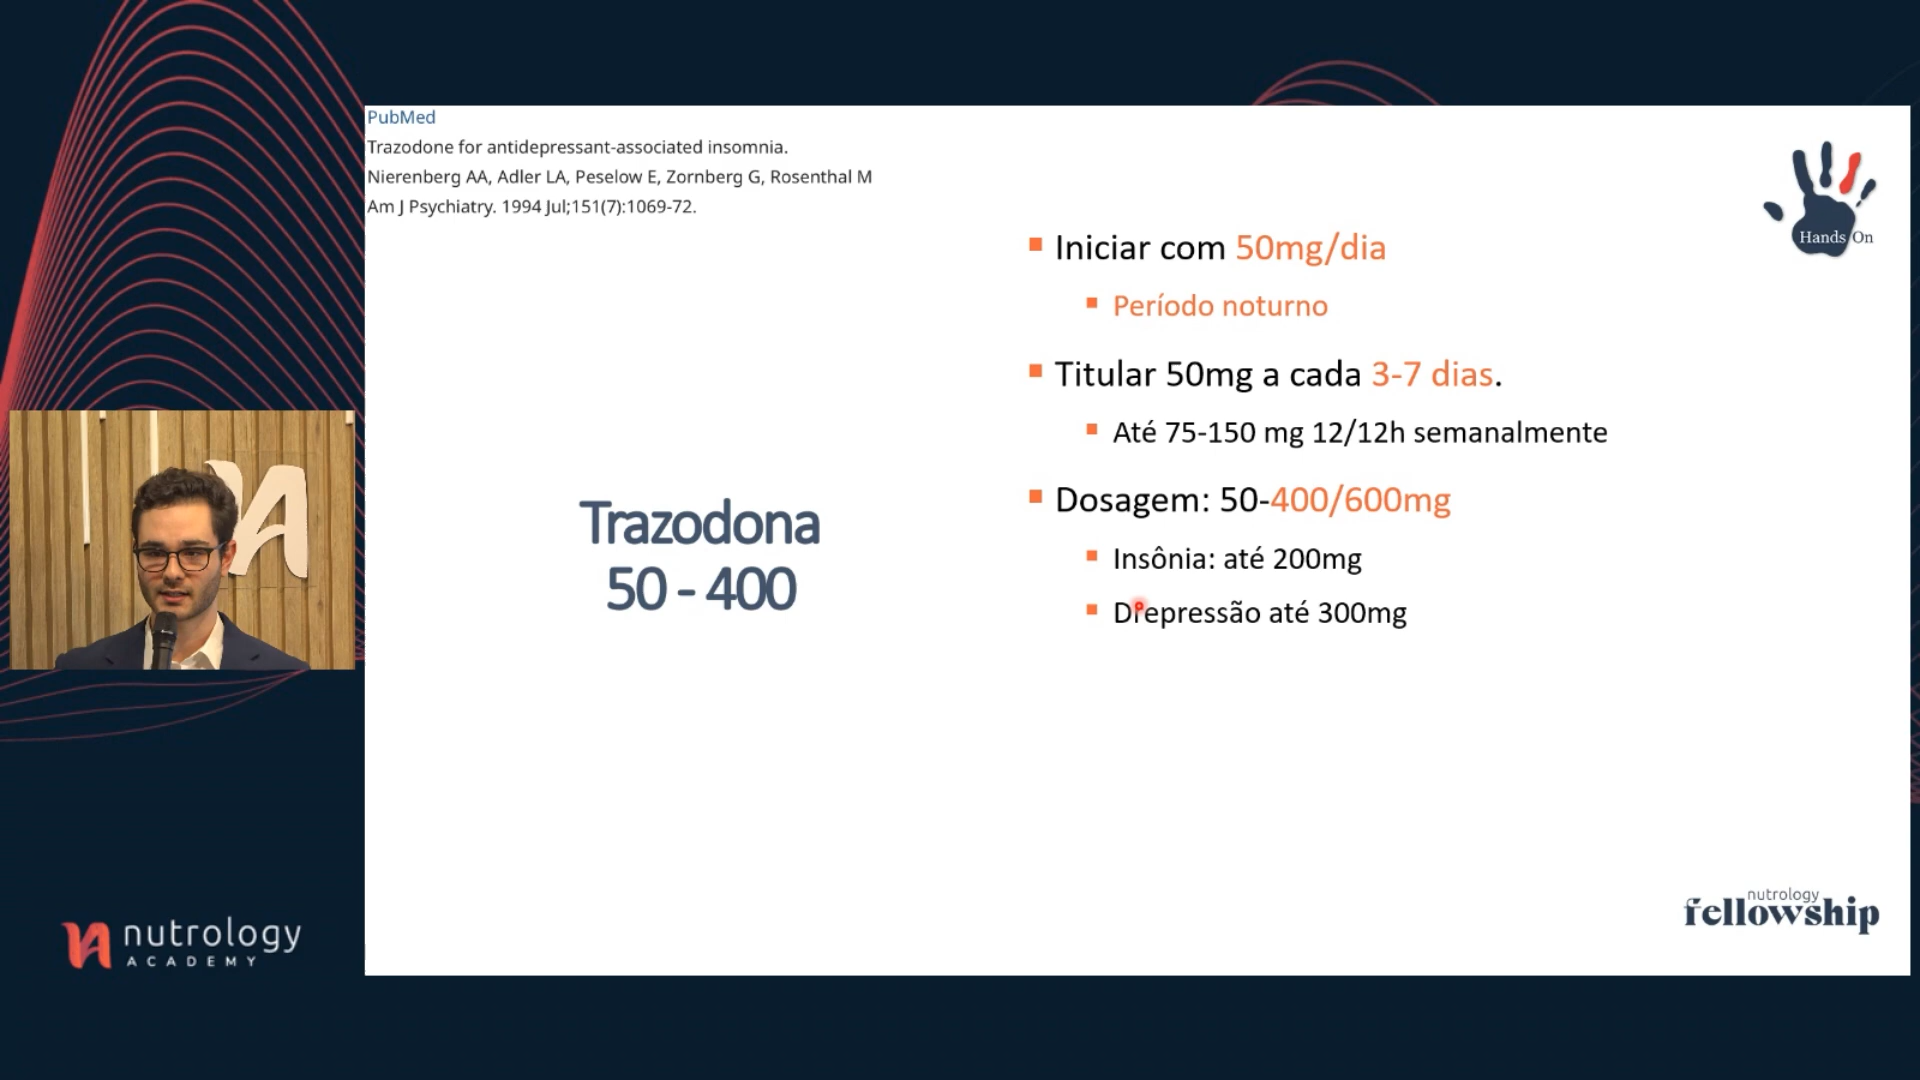 PubMed
Trazodone for antidepressant-associated insomnia.
Nierenberg AA, Adler LA, Peselow E, Zornberg G, Rosenthal M
Am J Psychiatry. 1994 Jul;151(7):1069-72.
Hands On
Trazodona
50 - 400
Iniciar com 50mg/dia
Período noturno
Titular 50mg a cada 3-7 dias.
Até 75-150 mg 12/12h semanalmente
Dosagem: 50-400/600mg
Insônia: até 200mg
Drepressão até 300mg
nutrology
fellowship
nutrology
ACADEMY